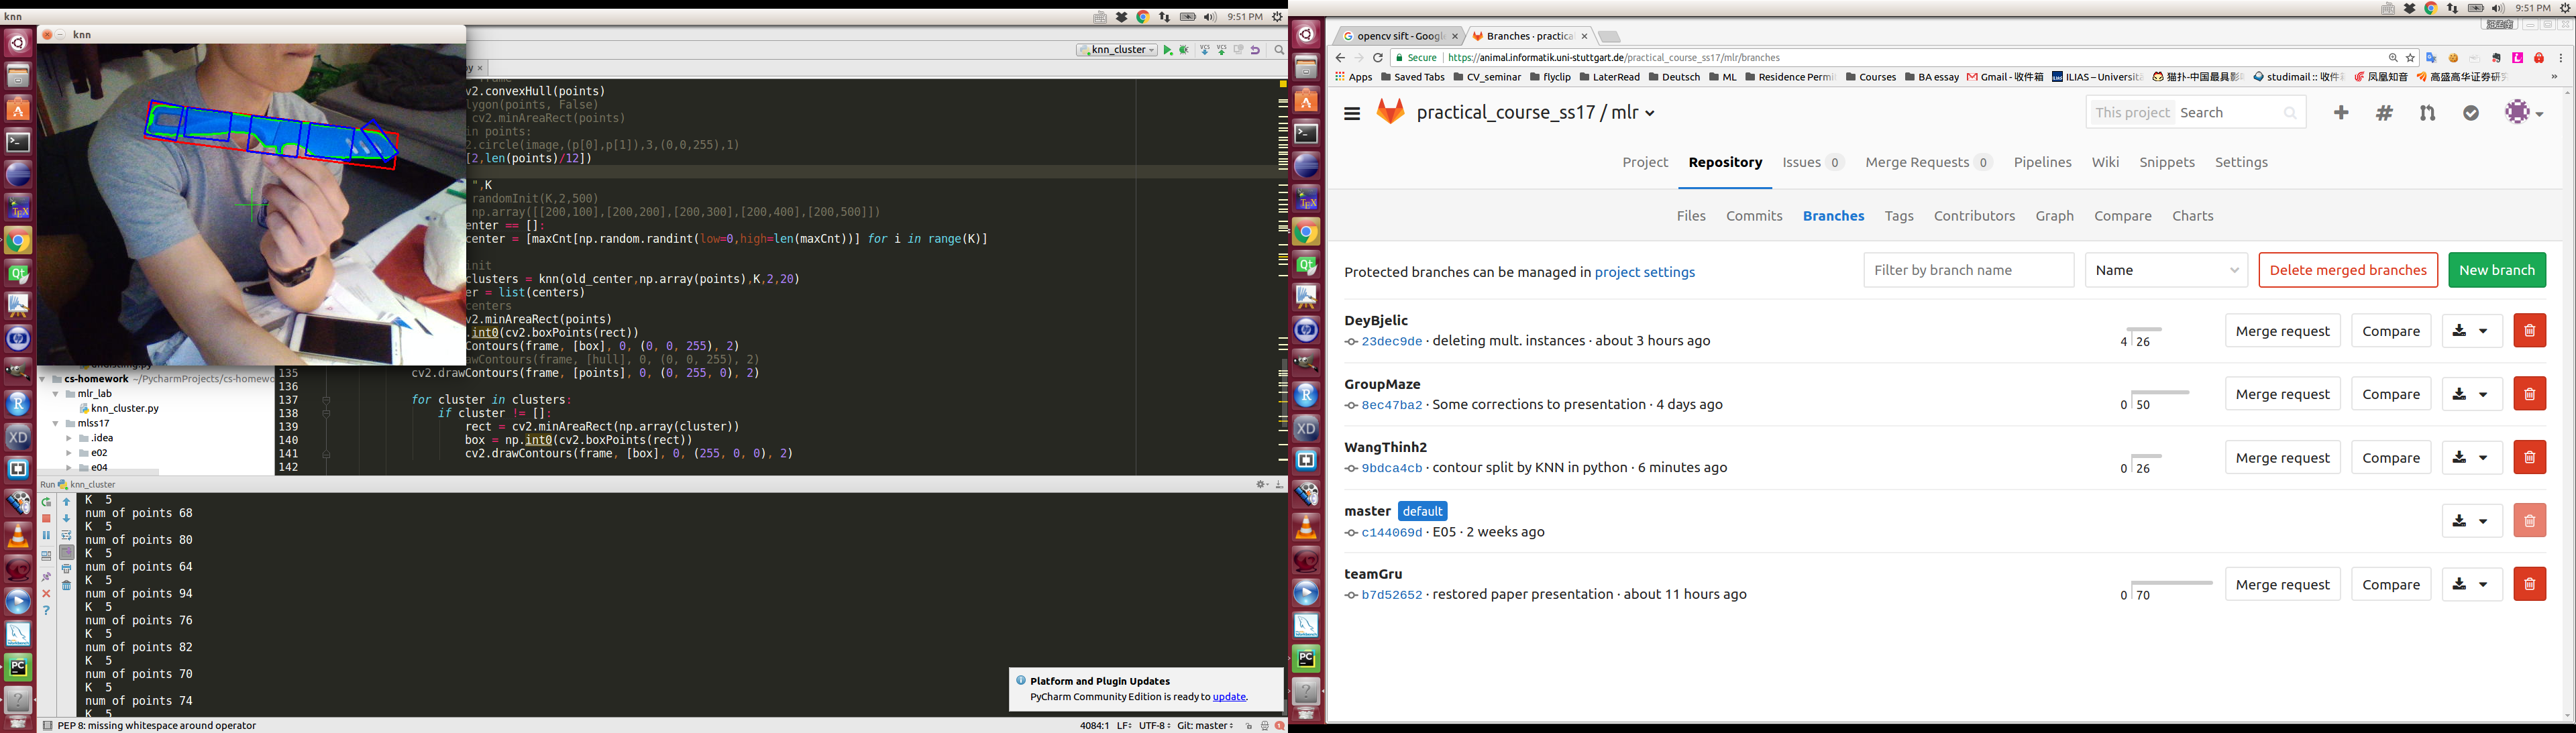 knn
9:51 PM
knn
knn_cluster
py ×
frame
v2.convexHull(points)
lygon(points, False)
cv2.minAreaRect(points)
in points:
2.circle(image,(p[0],p[1]),3,(0,0,255),1)
[2,len(points)/12])
",K
randomInit(K,2,500)
np.array([[200,100],[200,200],[200,300],[200,400],[200,500]])
enter == []:
center = [maxCnt[np.random.randint(low=0,high=len(maxCnt))] for i in range(K)]
init
clusters = knn(old_center,np.array(points),K,2,20)
er = list(centers)
centers
v2.minAreaRect(points)
.int0(cv2.boxPoints(rect))
Contours(frame, [box], 0, (0, 0, 255), 2)
awContours(frame, [hull], 0, (0, 0, 255), 2)
135 cv2.drawContours(frame, [points], 0, (0, 255, 0), 2)
136
137 for cluster in clusters:
138 if cluster != []:
139 rect = cv2.minAreaRect(np.array(cluster))
140 box = np.int0(cv2.boxPoints(rect))
141 cv2.drawContours(frame, [box], 0, (255, 0, 0), 2)
142
cs-homework ~/PycharmProjects/cs-homewo
mlr_lab
knn_cluster.py
mlss17
.idea
e02
e04
Run knn_cluster
K 5
num of points 68
K 5
num of points 80
K 5
num of points 64
K 5
num of points 94
K 5
num of points 76
K 5
num of points 82
K 5
num of points 70
K 5
num of points 74
K 5
Platform and Plugin Updates
PyCharm Community Edition is ready to update.
PEP 8: missing whitespace around operator
4084:1 LF UTF-8 Git: master
9:51 PM
opencv sift - Google ×
Branches · practica ×
Secure https://animal.informatik.uni-stuttgart.de/practical_course_ss17/mlr/branches
Apps Saved Tabs CV_seminar flyclip LaterRead Deutsch ML Residence Permi Courses BA essay Gmail - 收件箱 ILIAS – Universitä 猫扑-中国最具影 studimail :: 收件 凤凰知音 高盛高华证券研 »
practical_course_ss17 / mlr
This project Search
Project Repository Issues 0 Merge Requests 0 Pipelines Wiki Snippets Settings
Files Commits Branches Tags Contributors Graph Compare Charts
Protected branches can be managed in project settings
Filter by branch name
Name
Delete merged branches
New branch
DeyBjelic
23dec9de · deleting mult. instances · about 3 hours ago
4 26
Merge request Compare
GroupMaze
8ec47ba2 · Some corrections to presentation · 4 days ago
0 50
Merge request Compare
WangThinh2
9bdca4cb · contour split by KNN in python · 6 minutes ago
0 26
Merge request Compare
master default
c144069d · E05 · 2 weeks ago
teamGru
b7d52652 · restored paper presentation · about 11 hours ago
0 70
Merge request Compare